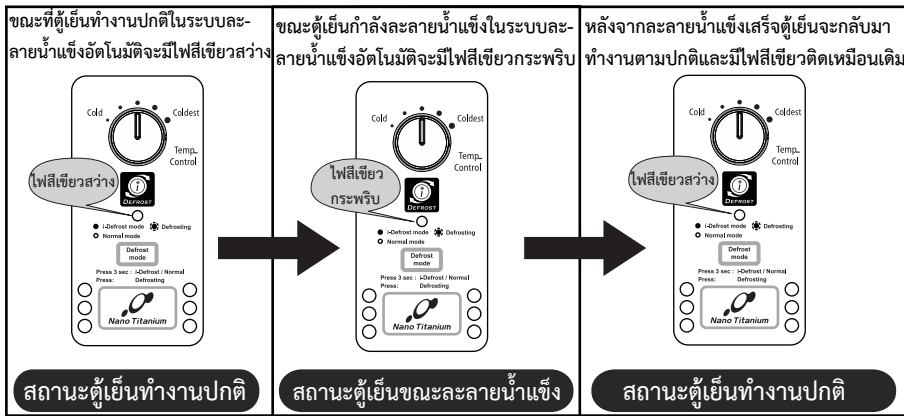 ขณะที่ตู้เย็นทำงานปกติในระบบละ-
ลายน้ำแข็งอัตโนมัติจะมีไฟสีเขียวสว่าง
Cold
Coldest
Temp.
Control
ไฟสีเขียวสว่าง
DEFROST
i-Defrost mode
Defrosting
Normal mode
Defrost
mode
Press 3 sec : i-Defrost / Normal
Press: Defrosting
Nano Titanium
สถานะตู้เย็นทำงานปกติ
ขณะตู้เย็นกำลังละลายน้ำแข็งในระบบละ-
ลายน้ำแข็งอัตโนมัติจะมีไฟสีเขียวกระพริบ
Cold
Coldest
Temp.
Control
ไฟสีเขียว
กระพริบ
DEFROST
i-Defrost mode
Defrosting
Normal mode
Defrost
mode
Press 3 sec : i-Defrost / Normal
Press: Defrosting
Nano Titanium
สถานะตู้เย็นขณะละลายน้ำแข็ง
หลังจากละลายน้ำแข็งเสร็จตู้เย็นจะกลับมา
ทำงานตามปกติและมีไฟสีเขียวติดเหมือนเดิม
Cold
Coldest
Temp.
Control
ไฟสีเขียวสว่าง
DEFROST
i-Defrost mode
Defrosting
Normal mode
Defrost
mode
Press 3 sec : i-Defrost / Normal
Press: Defrosting
Nano Titanium
สถานะตู้เย็นทำงานปกติ